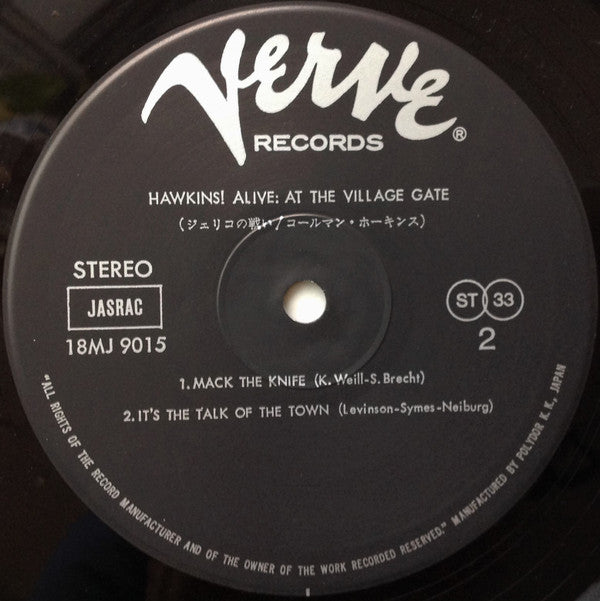 Verve
RECORDS ®
HAWKINS! ALIVE: AT THE VILLAGE GATE
(ジェリコの戦い/コールマン・ホーキンス)
STEREO
JASRAC
18MJ 9015
ST 33
2
1. MACK THE KNIFE (K. Weill-S. Brecht)
2. IT'S THE TALK OF THE TOWN (Levinson-Symes-Neiburg)
"ALL RIGHTS OF THE RECORD MANUFACTURER AND OF THE OWNER OF THE WORK RECORDED RESERVED." MANUFACTURED BY POLYDOR K. K., JAPAN